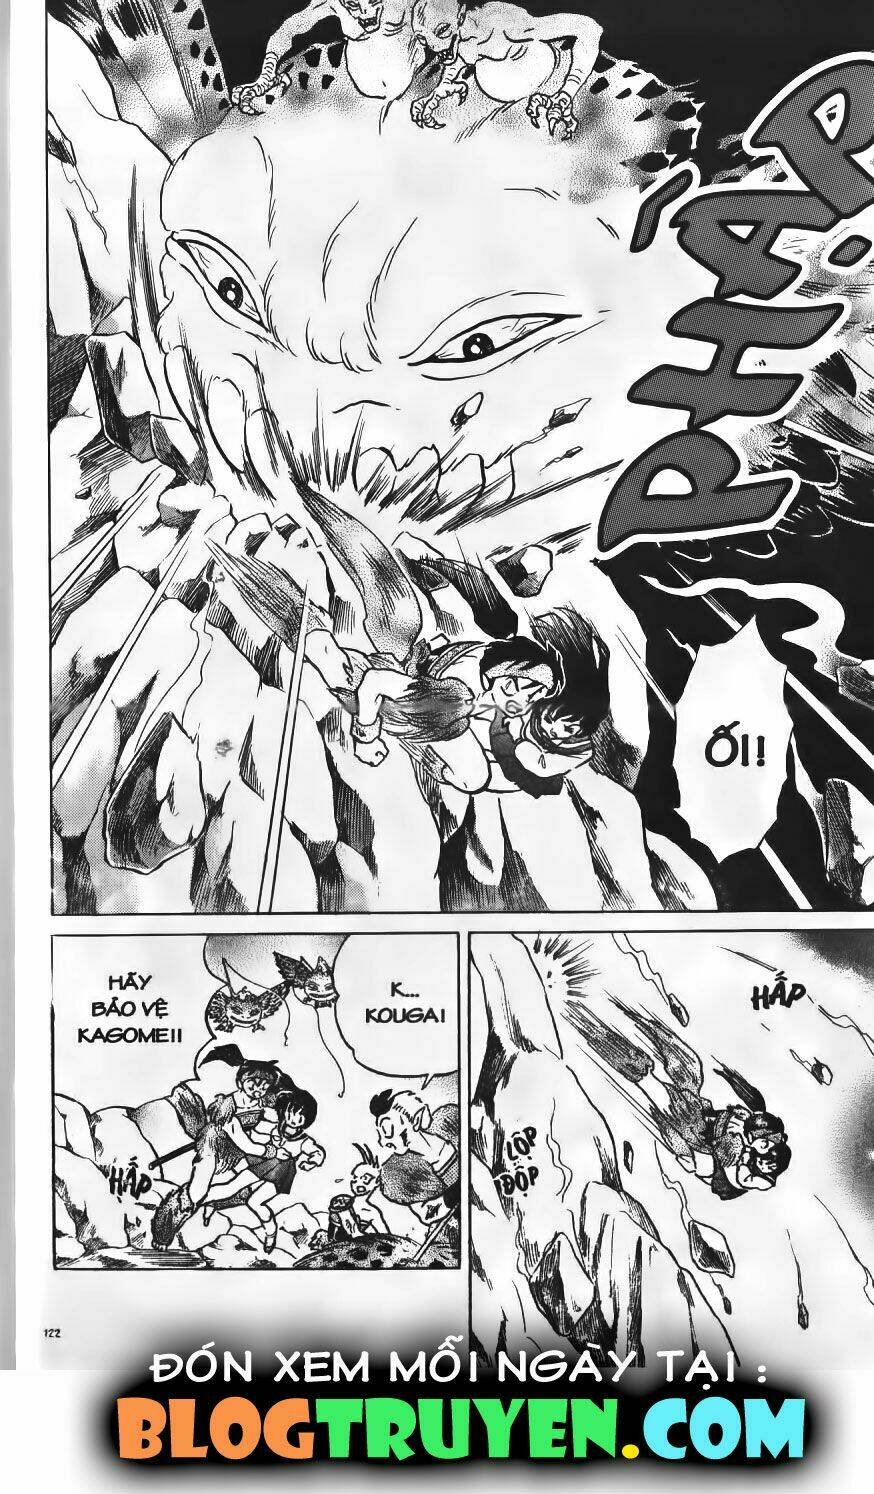 PHẬP
ỐI!
HẤP
LỘP
ĐỘP
K...
KOUGA!
HÃY
BẢO VỆ
KAGOME!!
HẤP
122
ĐÓN XEM MỖI NGÀY TẠI :
BLOGTRUYEN.COM